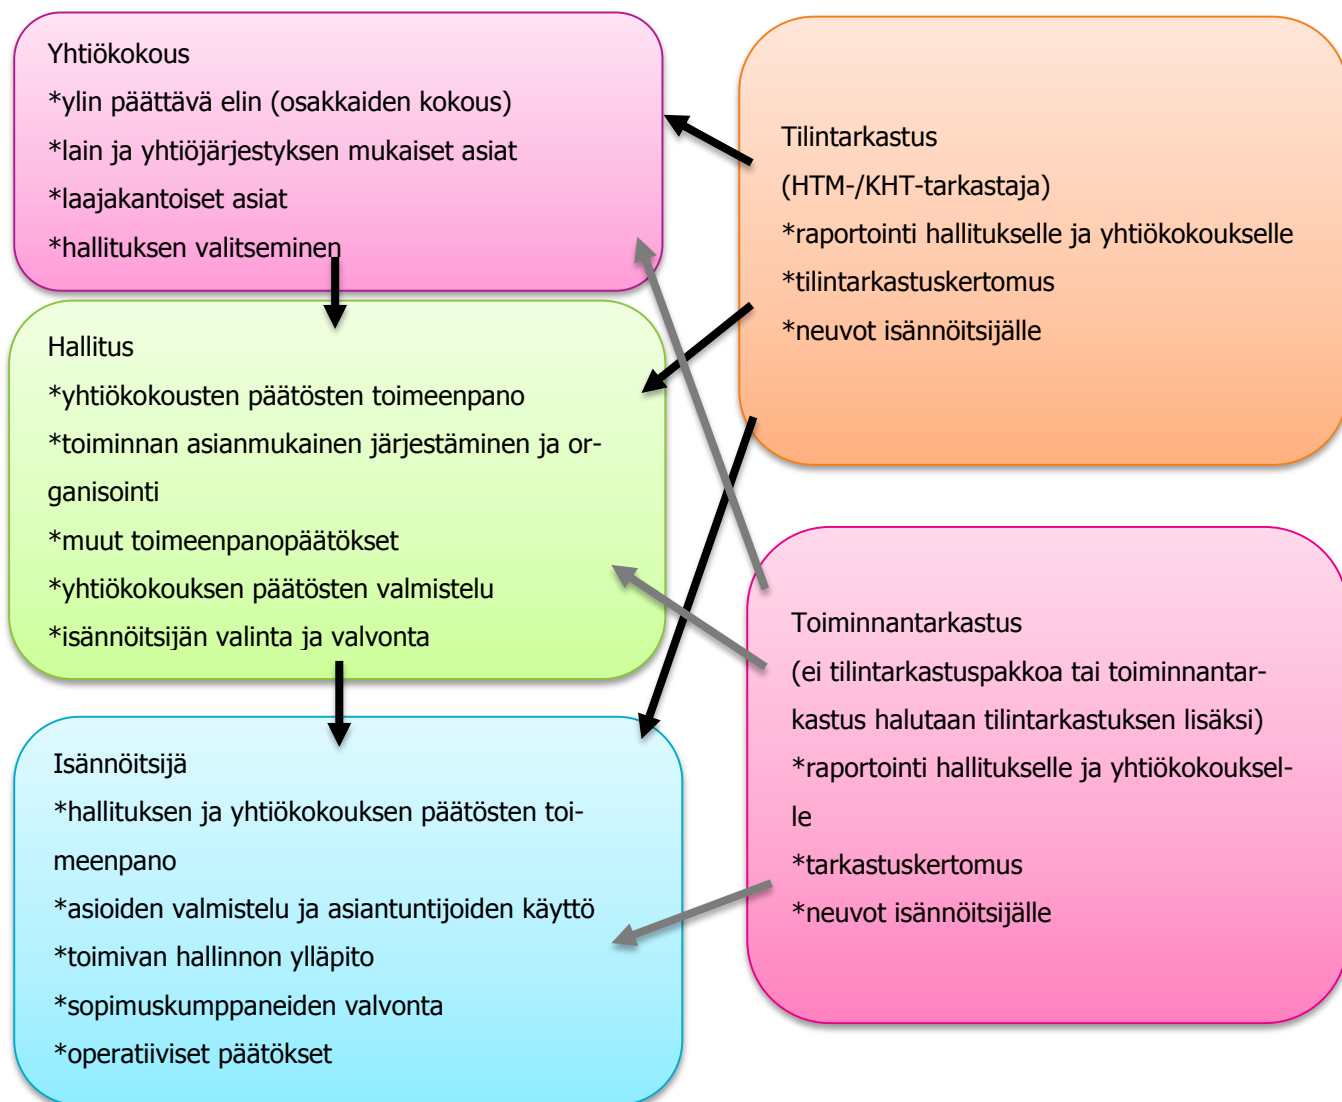 Yhtiökokous
*ylin päättävä elin (osakkaiden kokous)
*lain ja yhtiöjärjestyksen mukaiset asiat
*laajakantoiset asiat
*hallituksen valitseminen
Hallitus
*yhtiökokousten päätösten toimeenpano
*toiminnan asianmukainen järjestäminen ja or-
ganisointi
*muut toimeenpanopäätökset
*yhtiökokouksen päätösten valmistelu
*isännöitsijän valinta ja valvonta
Isännöitsijä
*hallituksen ja yhtiökokouksen päätösten toi-
meenpano
*asioiden valmistelu ja asiantuntijoiden käyttö
*toimivan hallinnon ylläpito
*sopimuskumppaneiden valvonta
*operatiiviset päätökset
Tilintarkastus
(HTM-/KHT-tarkastaja)
*raportointi hallitukselle ja yhtiökokoukselle
*tilintarkastuskertomus
*neuvot isännöitsijälle
Toiminnantarkastus
(ei tilintarkastuspakkoa tai toiminnantar-
kastus halutaan tilintarkastuksen lisäksi)
*raportointi hallitukselle ja yhtiökokouksel-
le
*tarkastuskertomus
*neuvot isännöitsijälle